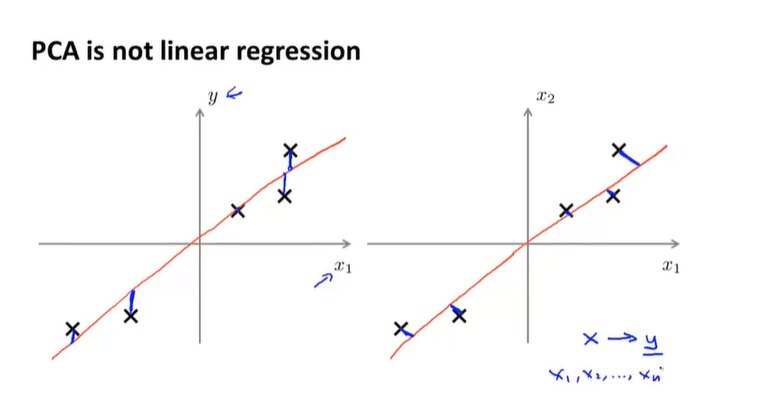 PCA is not linear regression
y
x₁
x₂
x₁
x → y
x₁, x₂, ..., xₙ